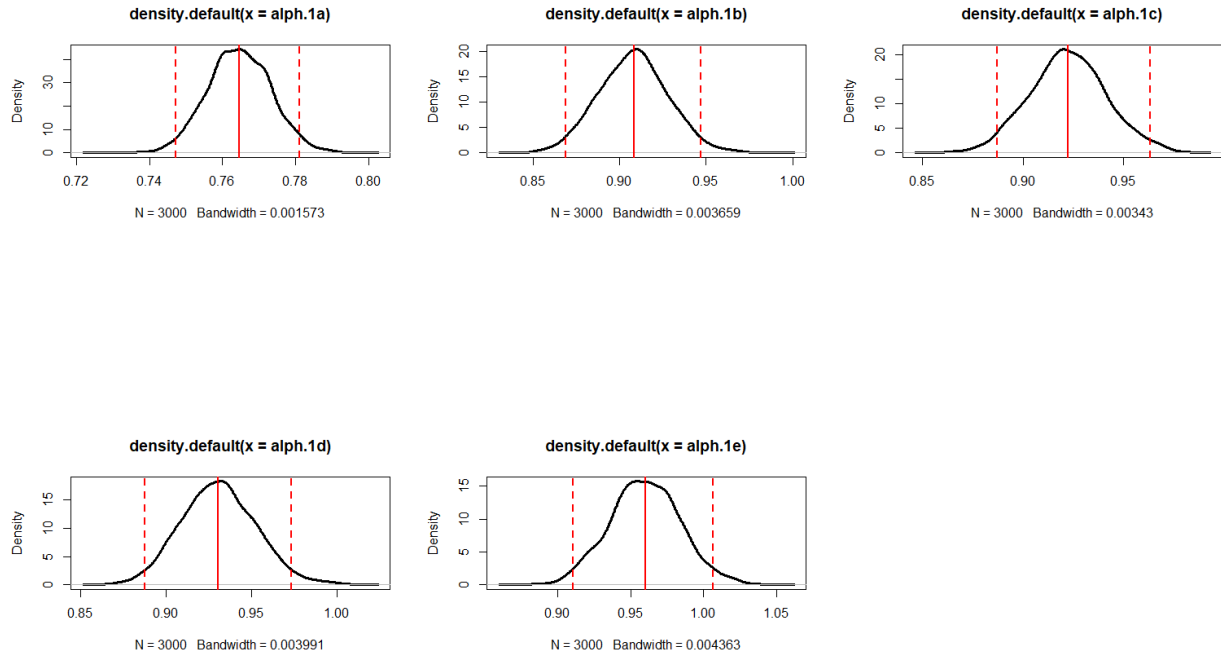 density.default(x = alph.1a)
Density
0 10 30
0.72 0.74 0.76 0.78 0.80
N = 3000 Bandwidth = 0.001573
density.default(x = alph.1b)
Density
0 5 10 15 20
0.85 0.90 0.95 1.00
N = 3000 Bandwidth = 0.003659
density.default(x = alph.1c)
Density
0 5 10 20
0.85 0.90 0.95
N = 3000 Bandwidth = 0.00343
density.default(x = alph.1d)
Density
0 5 10 15
0.85 0.90 0.95 1.00
N = 3000 Bandwidth = 0.003991
density.default(x = alph.1e)
Density
0 5 10 15
0.90 0.95 1.00 1.05
N = 3000 Bandwidth = 0.004363